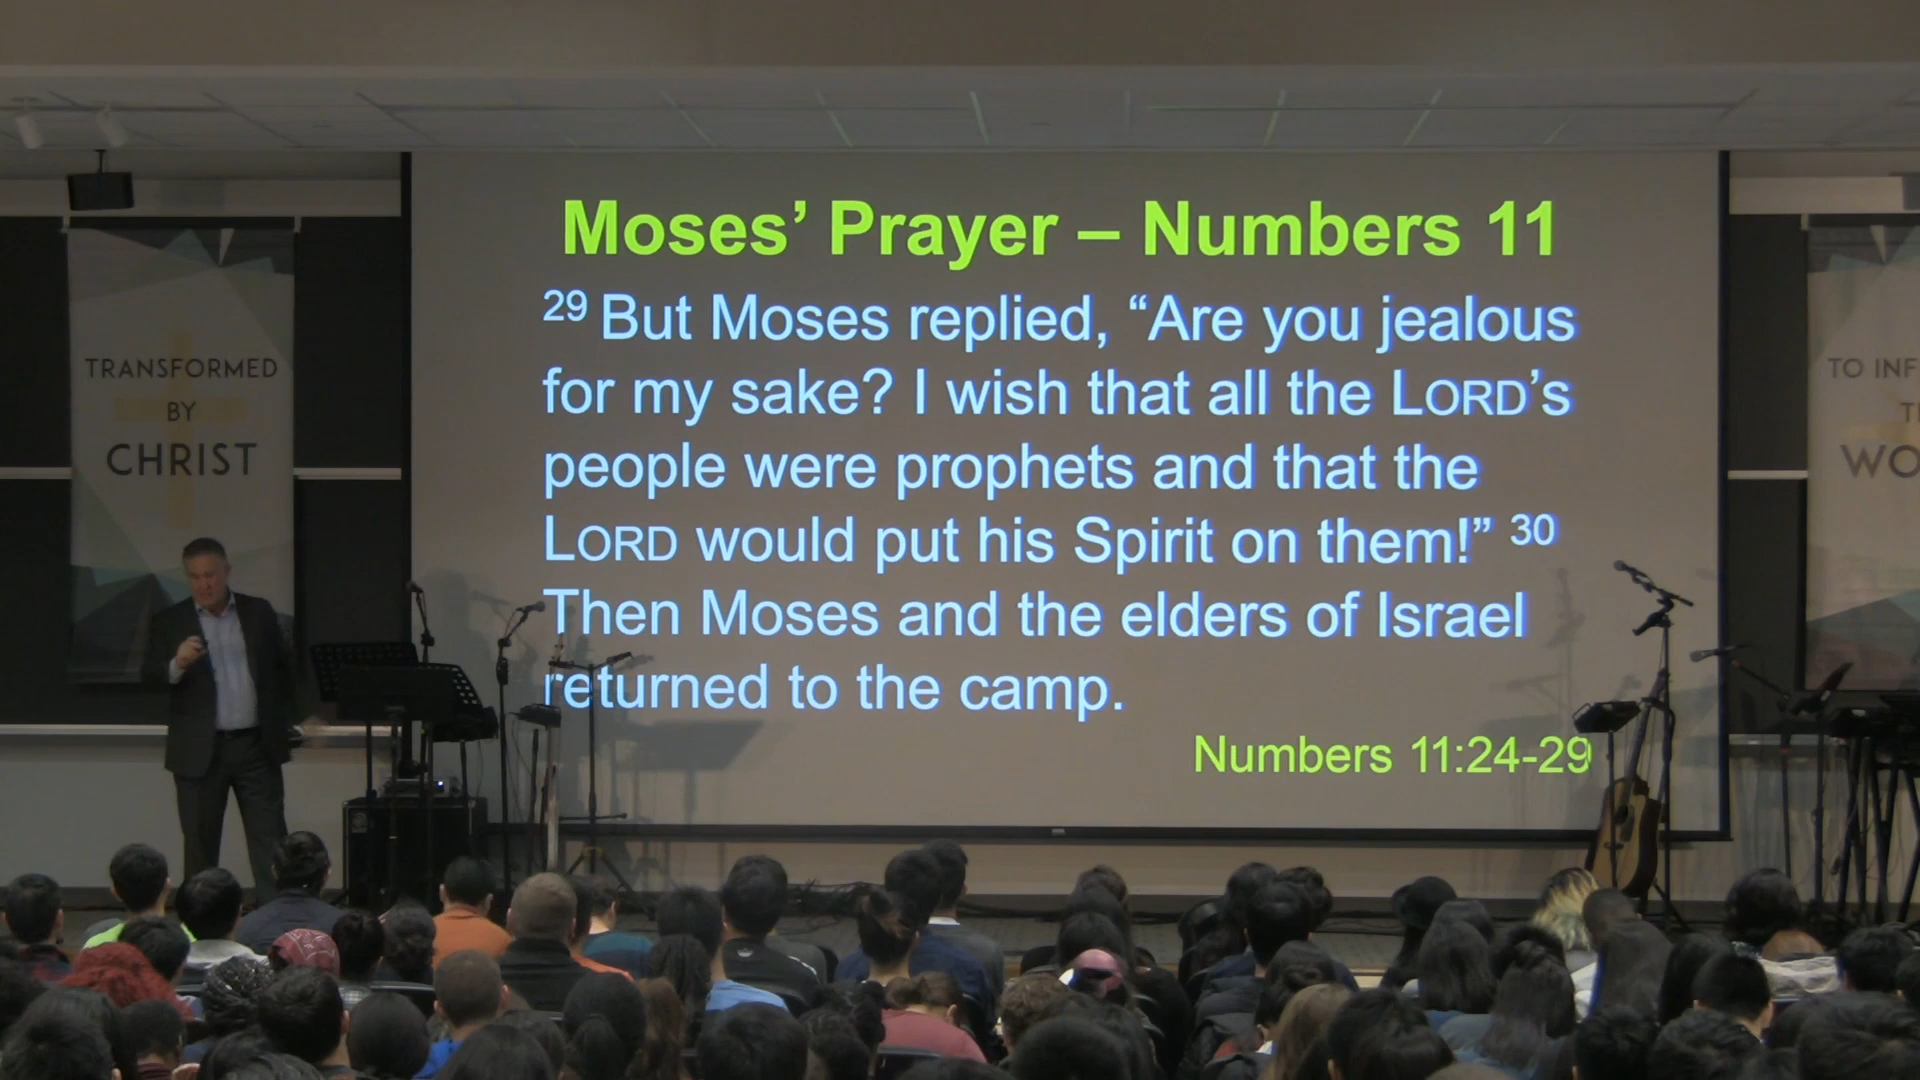 Moses’ Prayer – Numbers 11
29 But Moses replied, “Are you jealous
for my sake? I wish that all the LORD’s
people were prophets and that the
LORD would put his Spirit on them!” 30
Then Moses and the elders of Israel
returned to the camp.
Numbers 11:24-29
TRANSFORMED
BY
CHRIST
TO INF
T
WO